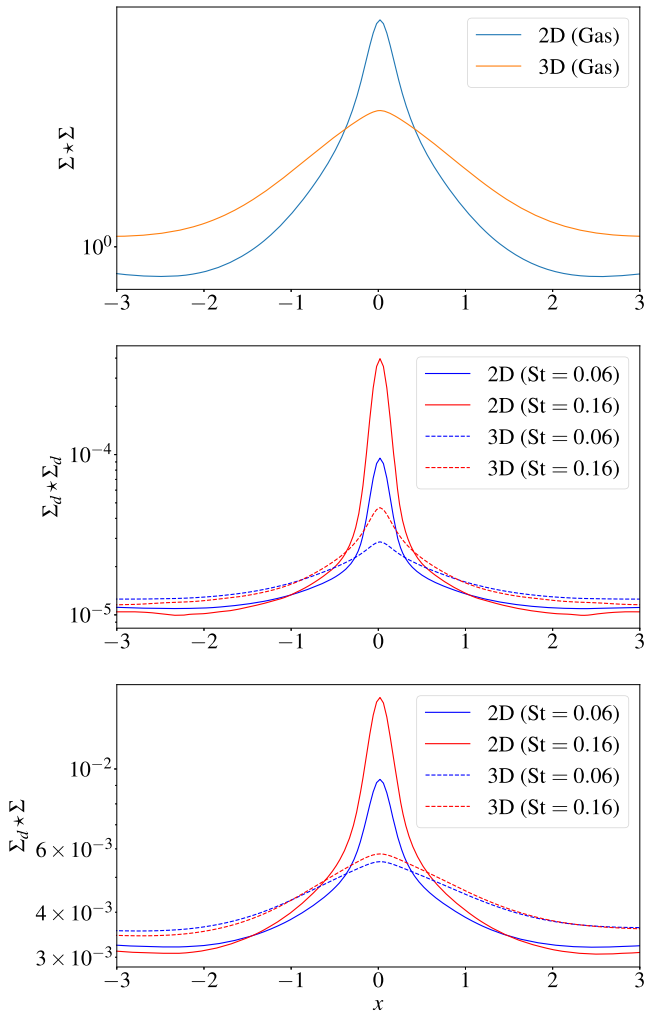 2D (Gas)
3D (Gas)
Σ⋆Σ
10⁰
−3 −2 −1 0 1 2 3
2D (St = 0.06)
2D (St = 0.16)
3D (St = 0.06)
3D (St = 0.16)
Σ_d⋆Σ_d
10⁻⁴
10⁻⁵
−3 −2 −1 0 1 2 3
2D (St = 0.06)
2D (St = 0.16)
3D (St = 0.06)
3D (St = 0.16)
Σ_d⋆Σ
10⁻²
6 × 10⁻³
4 × 10⁻³
3 × 10⁻³
−3 −2 −1 0 1 2 3
x